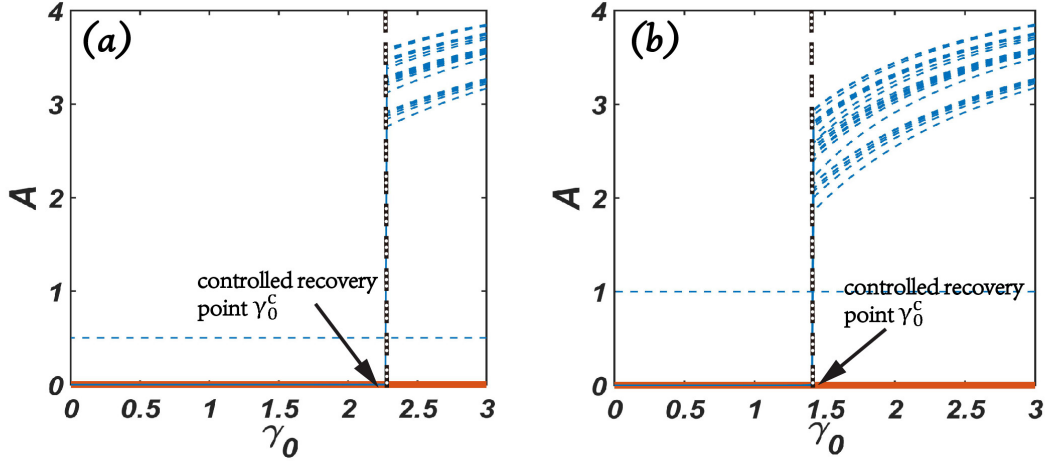 (a)
A
4
3
2
1
0
controlled recovery
point γ₀ᶜ
0 0.5 1 1.5 2 2.5 3
γ₀
(b)
A
4
3
2
1
0
controlled recovery
point γ₀ᶜ
0 0.5 1 1.5 2 2.5 3
γ₀